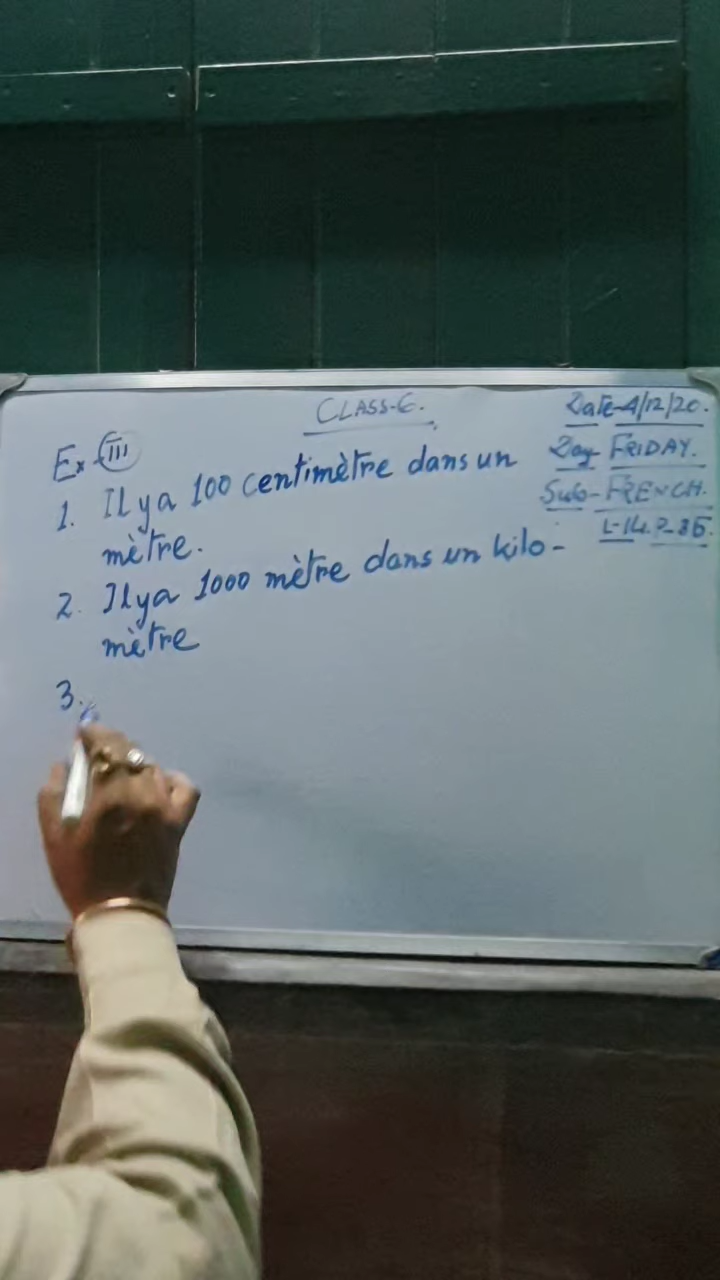 CLASS-6.
Date-4/12/20.
Day- FRIDAY.
Sub-FRENCH.
L-14. P-86.
Ex-III
1. Il y a 100 centimètre dans un
mètre.
2. Il y a 1000 mètre dans un kilo-
mètre
3.